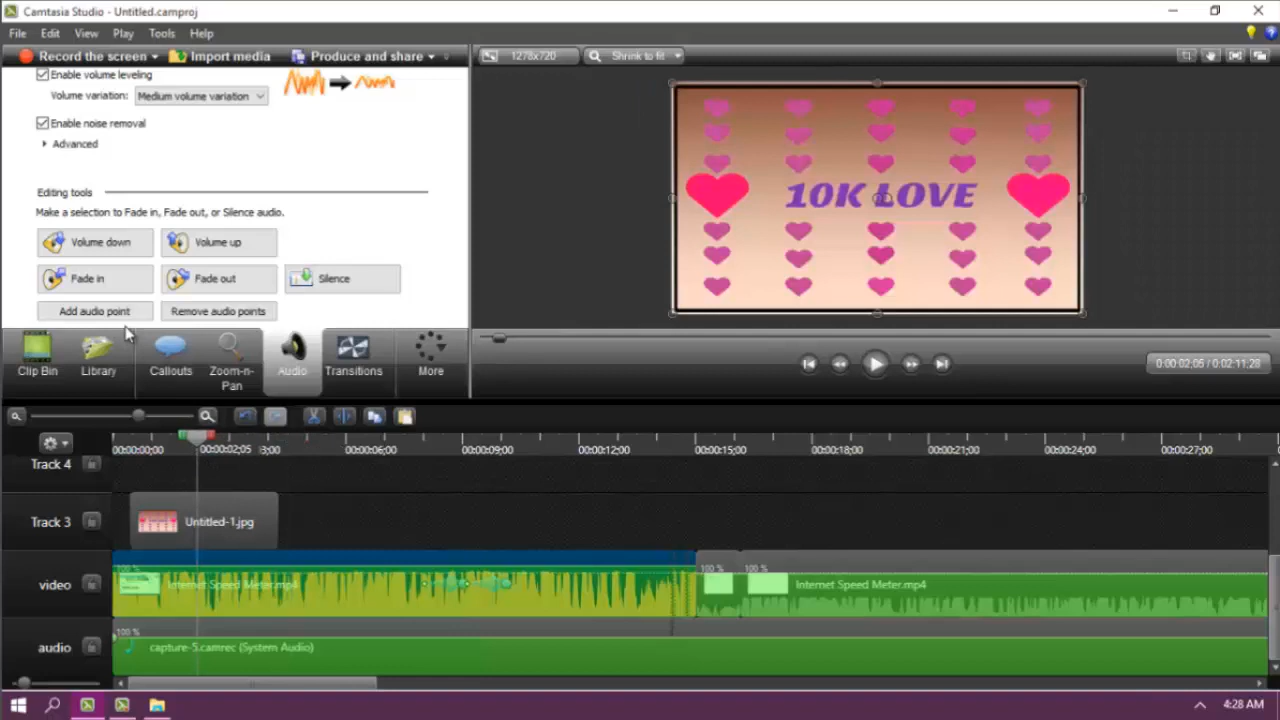 Camtasia Studio - Untitled.camproj
File Edit View Play Tools Help
Record the screen Import media Produce and share
1278x720 Shrink to fit
Enable volume leveling
Volume variation: Medium volume variation
Enable noise removal
Advanced
Editing tools
Make a selection to Fade in, Fade out, or Silence audio.
Volume down Volume up
Fade in Fade out Silence
Add audio point Remove audio points
10K LOVE
Clip Bin Library Callouts Zoom-n-Pan Audio Transitions More
0:00:02;05 / 0:02:11;28
00:00:00;00 00:00:02;05 3;00 00:00:06;00 00:00:09;00 00:00:12;00 00:00:15;00 00:00:18;00 00:00:21;00 00:00:24;00 00:00:27;00
Track 4
Track 3 Untitled-1.jpg
100 % 100 % 100 %
video Internet Speed Meter.mp4 Internet Speed Meter.mp4
100 %
audio capture-5.camrec (System Audio)
4:28 AM